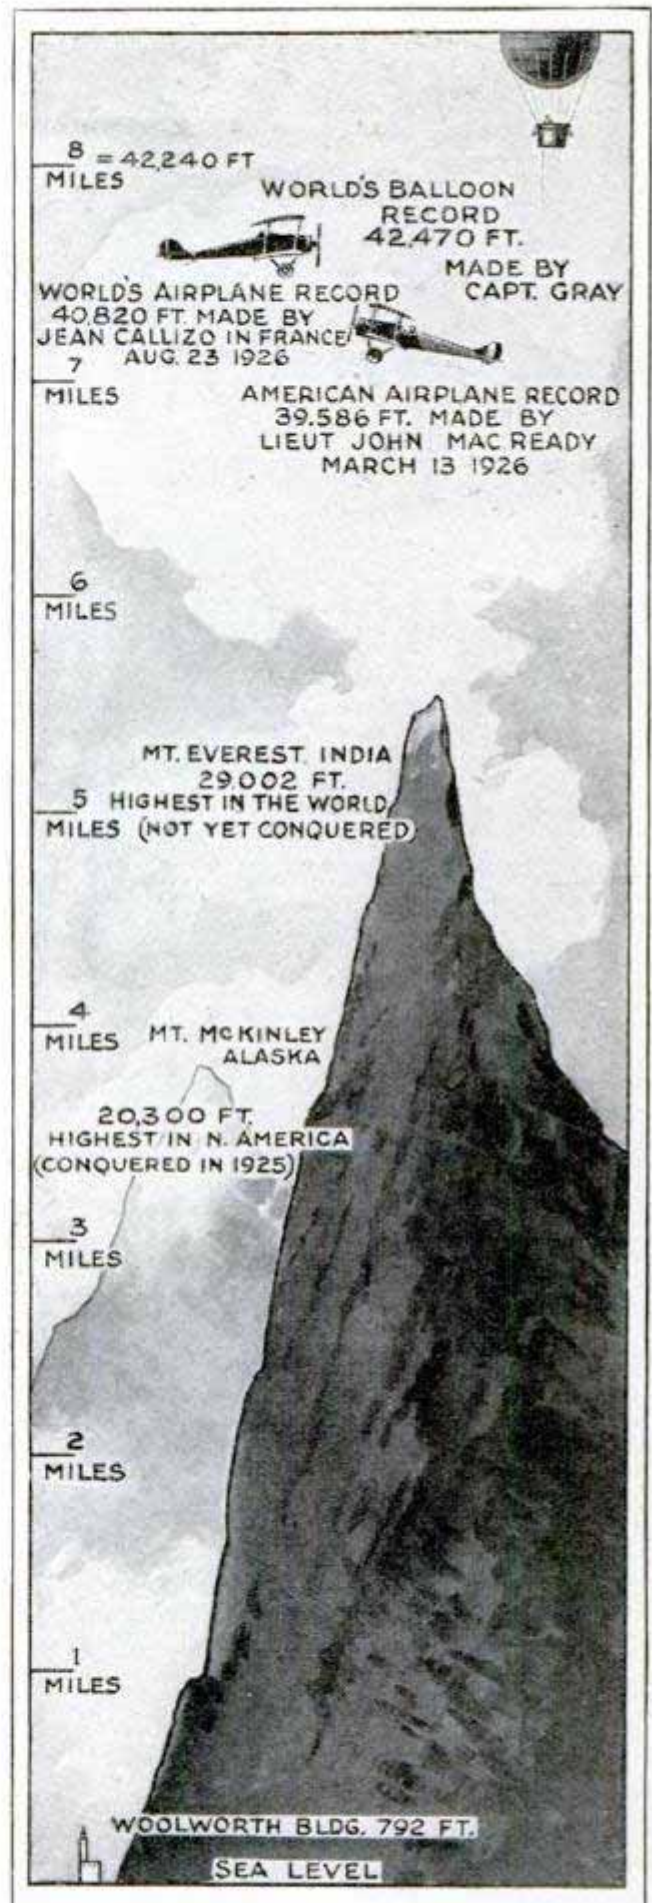 8 = 42,240 FT
MILES
WORLD'S BALLOON
RECORD
42,470 FT.
MADE BY
CAPT. GRAY
WORLD'S AIRPLANE RECORD
40,820 FT. MADE BY
JEAN CALLIZO IN FRANCE
AUG. 23 1926
7
MILES
AMERICAN AIRPLANE RECORD
39.586 FT. MADE BY
LIEUT JOHN MAC READY
MARCH 13 1926
6
MILES
MT. EVEREST. INDIA
29.002 FT.
5 HIGHEST IN THE WORLD
MILES (NOT YET CONQUERED
4
MILES
MT. MCKINLEY
ALASKA
20,300 FT.
HIGHEST IN N. AMERICA
(CONQUERED IN 1925)
3
MILES
2
MILES
1
MILES
WOOLWORTH BLDG. 792 FT.
SEA LEVEL